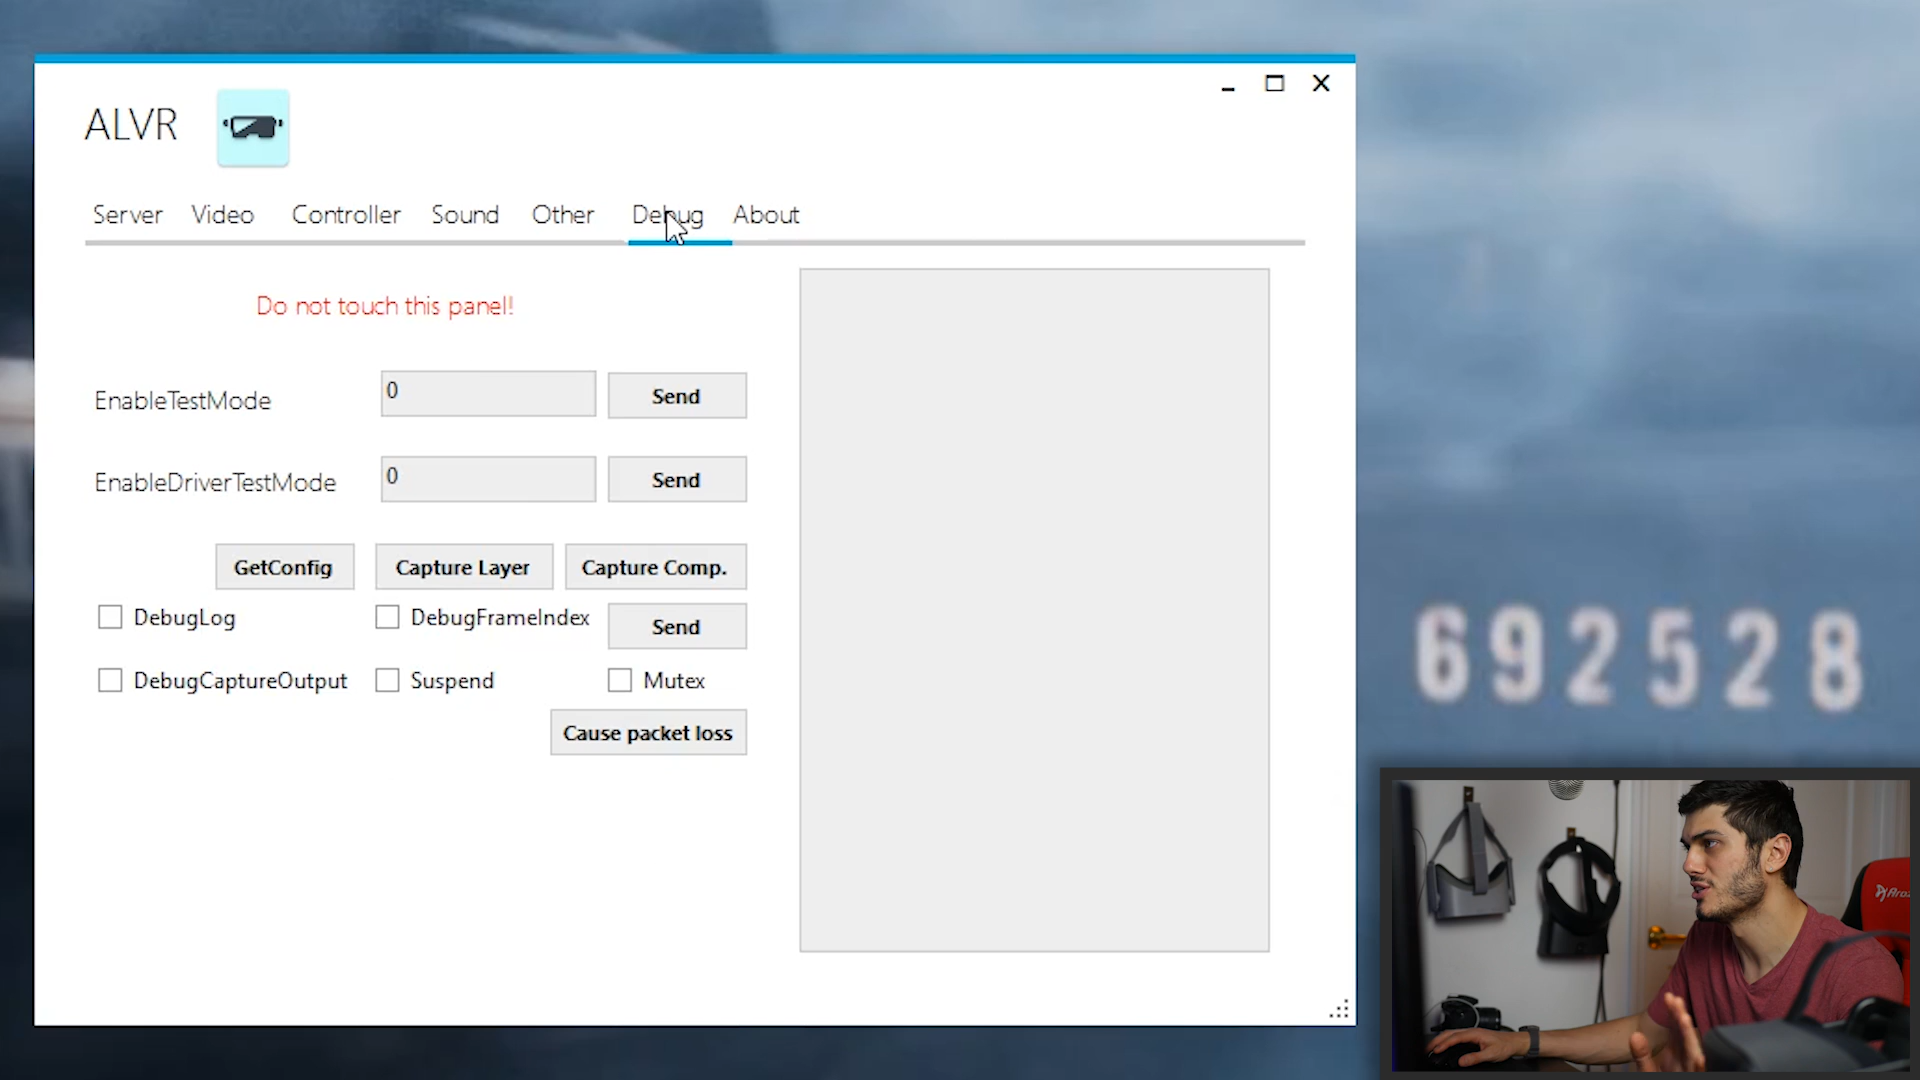 ALVR
Server Video Controller Sound Other Debug About
Do not touch this panel!
EnableTestMode 0 Send
EnableDriverTestMode 0 Send
GetConfig Capture Layer Capture Comp.
DebugLog DebugFrameIndex Send
DebugCaptureOutput Suspend Mutex
Cause packet loss
692528